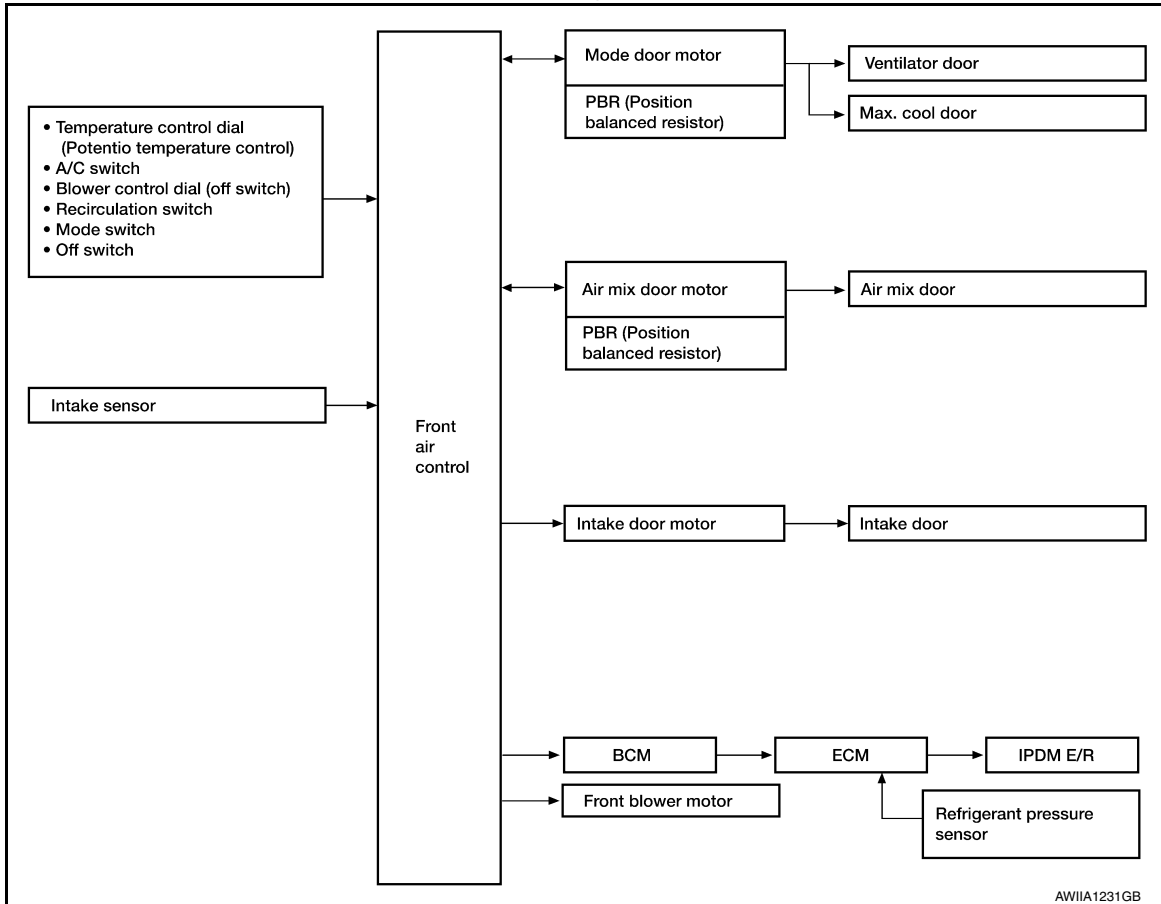 • Temperature control dial
(Potentio temperature control)
• A/C switch
• Blower control dial (off switch)
• Recirculation switch
• Mode switch
• Off switch
Intake sensor
Front
air
control
Mode door motor
PBR (Position
balanced resistor)
Ventilator door
Max. cool door
Air mix door motor
PBR (Position
balanced resistor)
Air mix door
Intake door motor
Intake door
BCM
ECM
IPDM E/R
Front blower motor
Refrigerant pressure
sensor
AWIIA1231GB